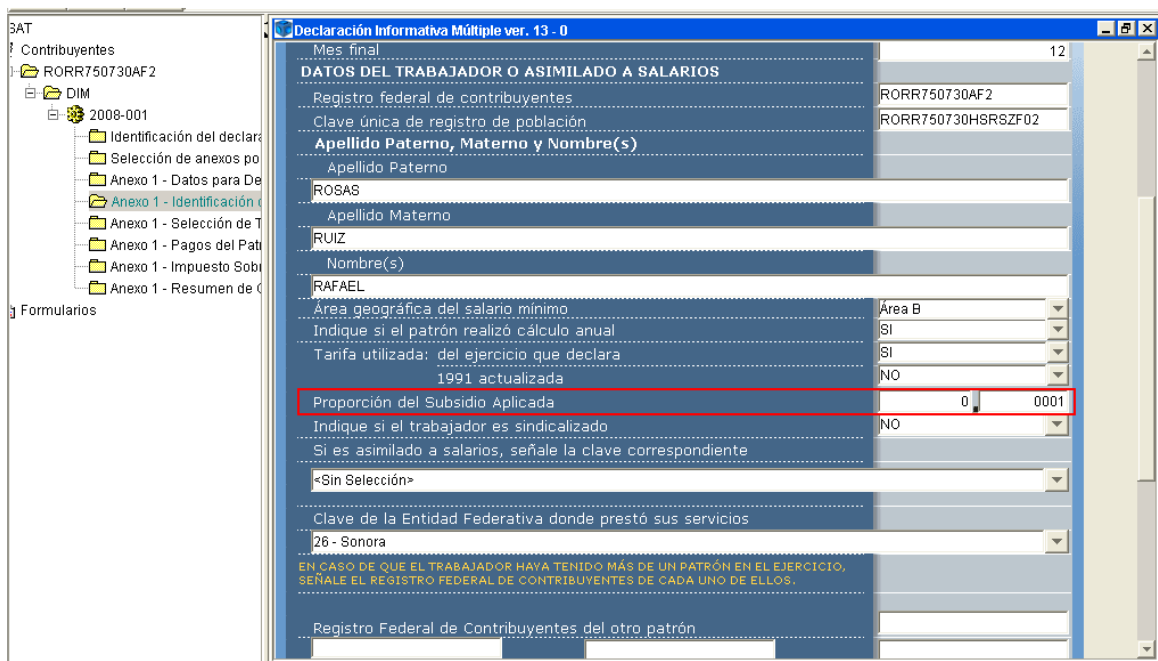 SAT
Contribuyentes
RORR750730AF2
DIM
2008-001
Identificación del declara
Selección de anexos po
Anexo 1 - Datos para De
Anexo 1 - Identificación
Anexo 1 - Selección de T
Anexo 1 - Pagos del Pat
Anexo 1 - Impuesto Sob
Anexo 1 - Resumen de
Formularios
Declaración Informativa Múltiple ver. 13 - 0
Mes final 12
DATOS DEL TRABAJADOR O ASIMILADO A SALARIOS
Registro federal de contribuyentes RORR750730AF2
Clave única de registro de población RORR750730HSRSZF02
Apellido Paterno, Materno y Nombre(s)
Apellido Paterno
ROSAS
Apellido Materno
RUIZ
Nombre(s)
RAFAEL
Área geográfica del salario mínimo Área B
Indique si el patrón realizó cálculo anual SI
Tarifa utilizada: del ejercicio que declara SI
1991 actualizada NO
Proporción del Subsidio Aplicada 0 . 0001
Indique si el trabajador es sindicalizado NO
Si es asimilado a salarios, señale la clave correspondiente
<Sin Selección>
Clave de la Entidad Federativa donde prestó sus servicios
26 - Sonora
EN CASO DE QUE EL TRABAJADOR HAYA TENIDO MÁS DE UN PATRÓN EN EL EJERCICIO,
SEÑALE EL REGISTRO FEDERAL DE CONTRIBUYENTES DE CADA UNO DE ELLOS.
Registro Federal de Contribuyentes del otro patrón